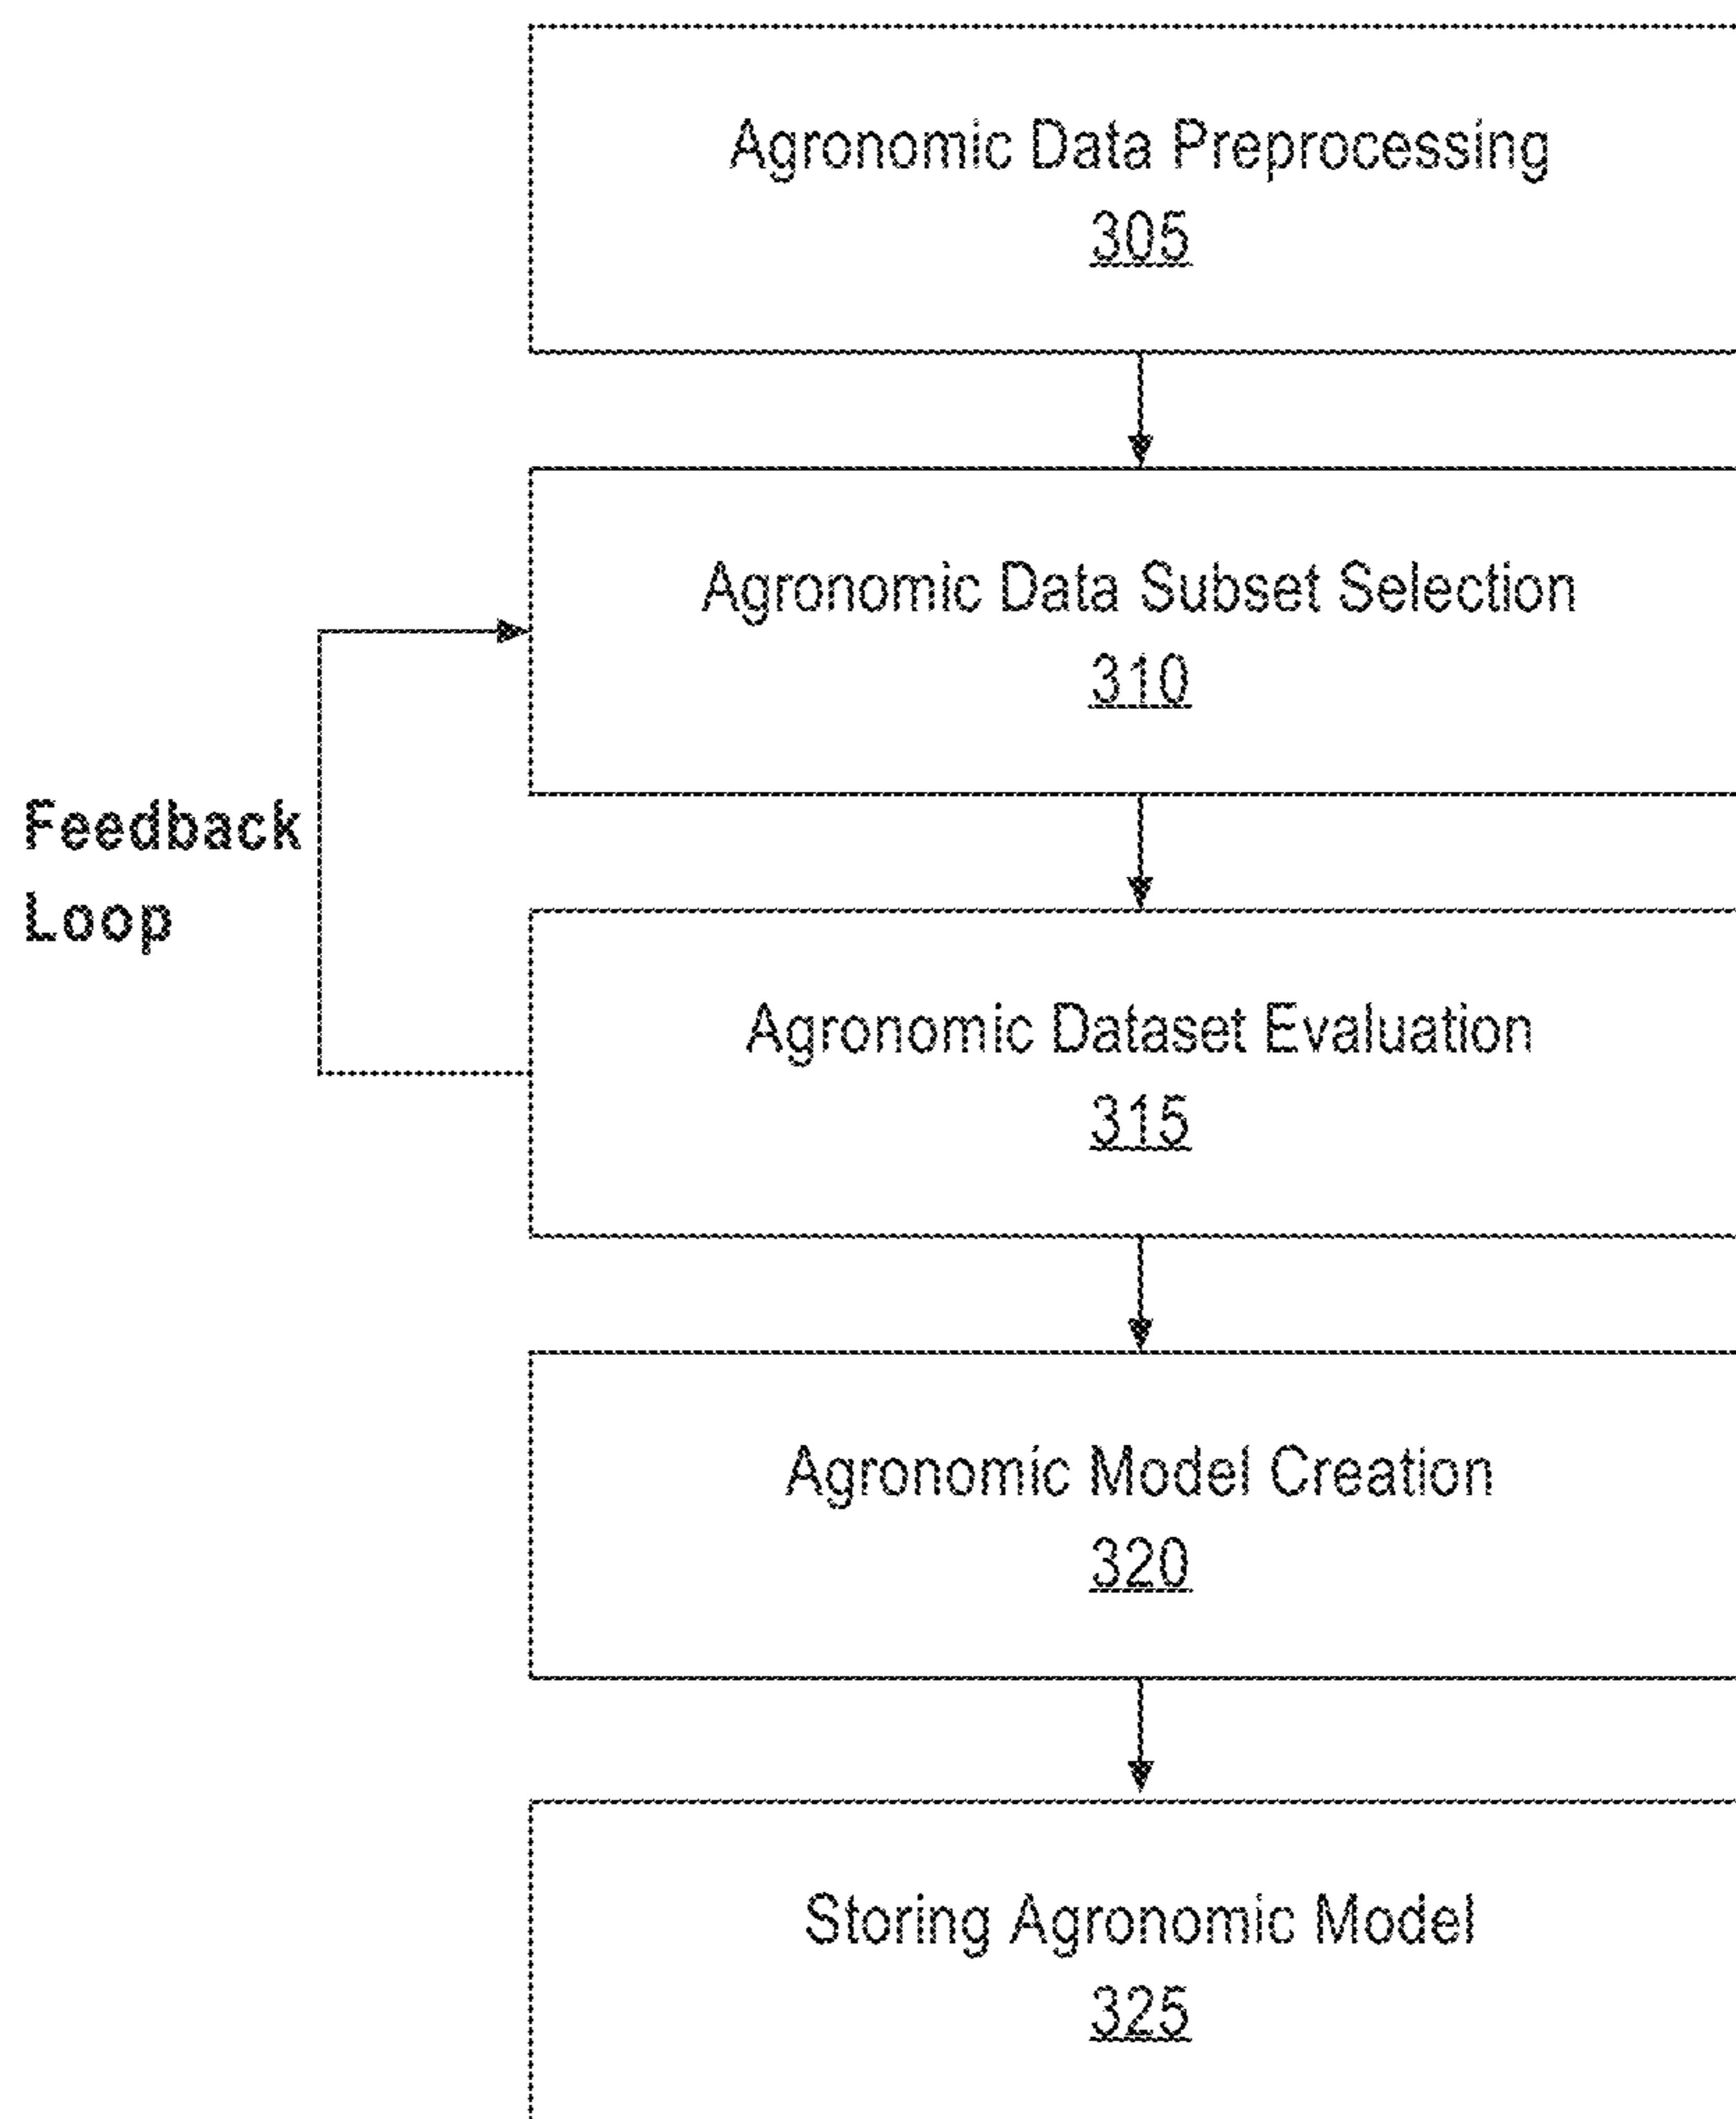 Agronomic Data Preprocessing
305
Agronomic Data Subset Selection
310
Feedback
Loop
Agronomic Dataset Evaluation
315
Agronomic Model Creation
320
Storing Agronomic Model
325